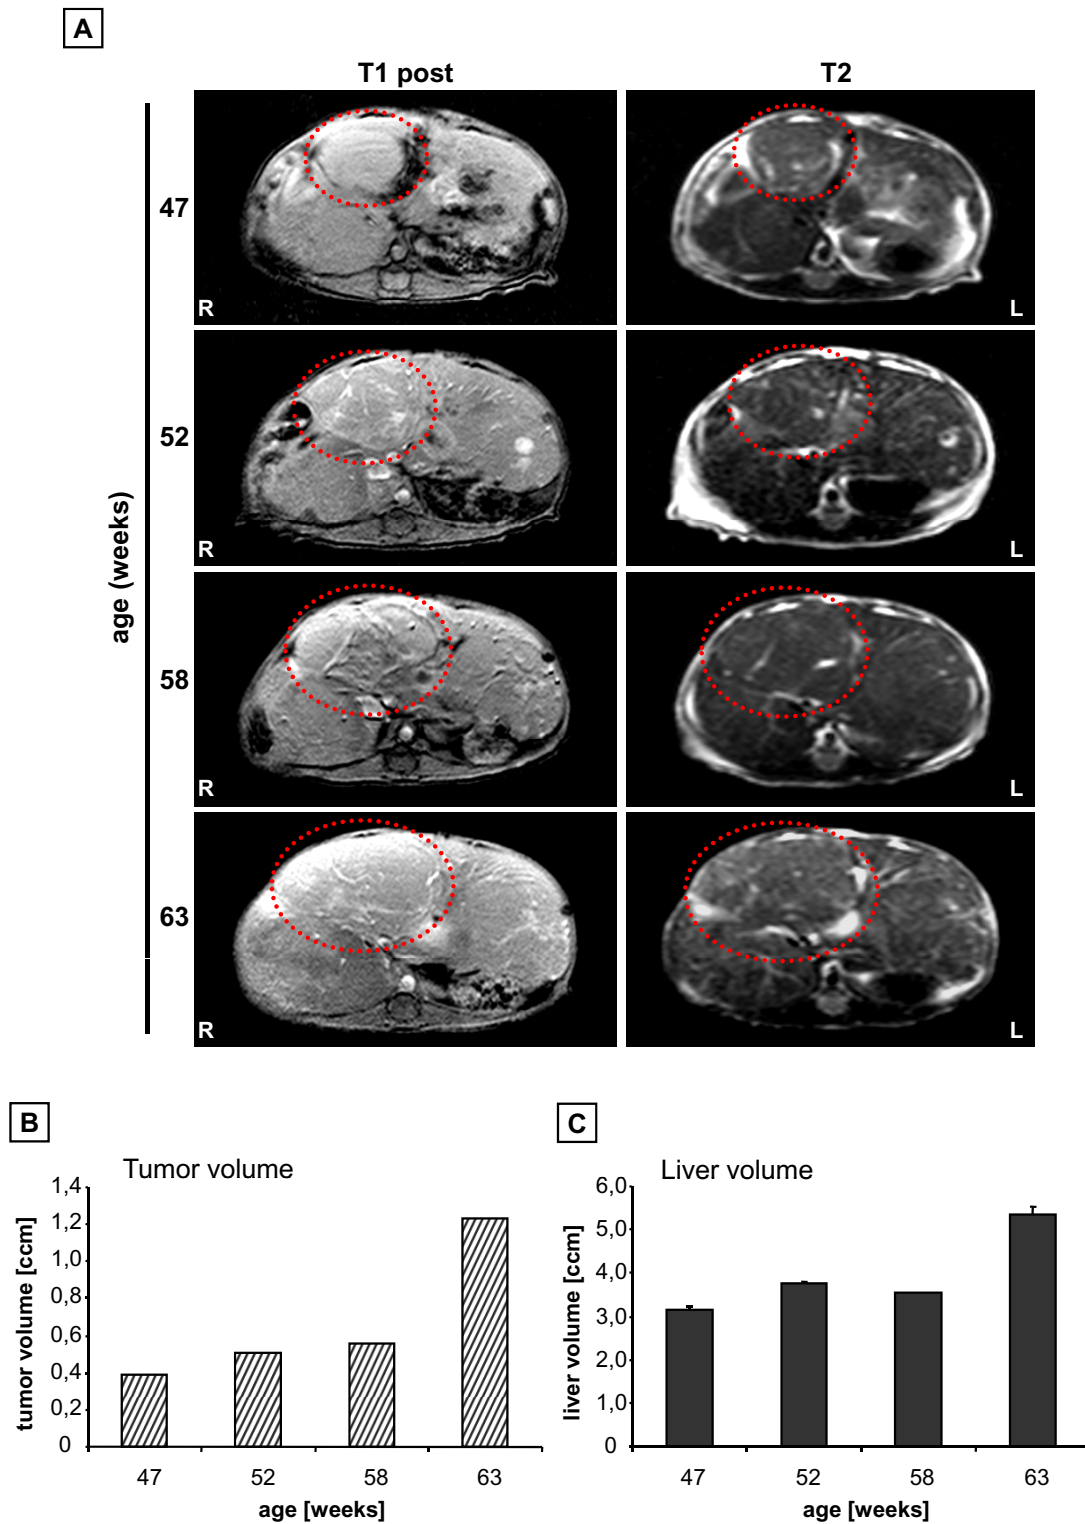 A
T1 post
T2
age (weeks)
47
R
L
52
R
L
58
R
L
63
R
L
B
Tumor volume
tumor volume [ccm]
1,4
1,2
1,0
0,8
0,6
0,4
0,2
0
47
52
58
63
age [weeks]
C
Liver volume
liver volume [ccm]
6,0
5,0
4,0
3,0
2,0
1,0
0
47
52
58
63
age [weeks]